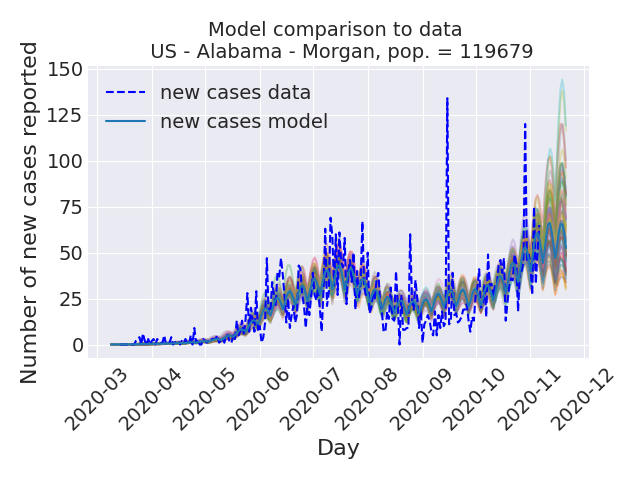 Model comparison to data
US - Alabama - Morgan, pop. = 119679
Number of new cases reported
150
125
100
75
50
25
0
new cases data
new cases model
2020-03
2020-04
2020-05
2020-06
2020-07
2020-08
2020-09
2020-10
2020-11
2020-12
Day